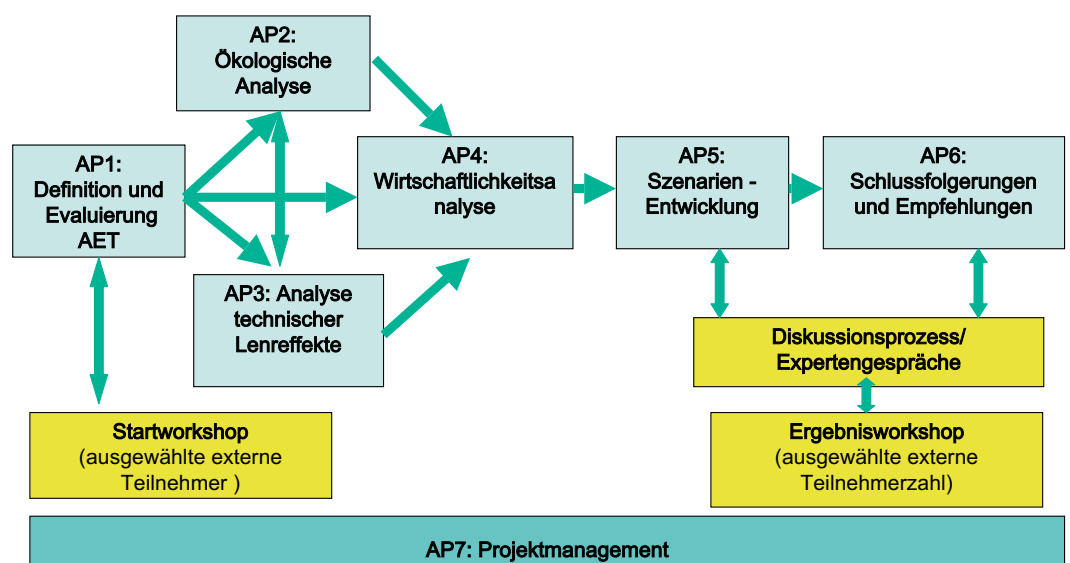 AP2:
Ökologische
Analyse
AP1:
Definition und
Evaluierung
AET
AP4:
Wirtschaftlichkeitsa
nalyse
AP5:
Szenarien -
Entwicklung
AP6:
Schlussfolgerungen
und Empfehlungen
AP3: Analyse
technischer
Lenreffekte
Diskussionsprozess/
Expertengespräche
Startworkshop
(ausgewählte externe
Teilnehmer )
Ergebnisworkshop
(ausgewählte externe
Teilnehmerzahl)
AP7: Projektmanagement